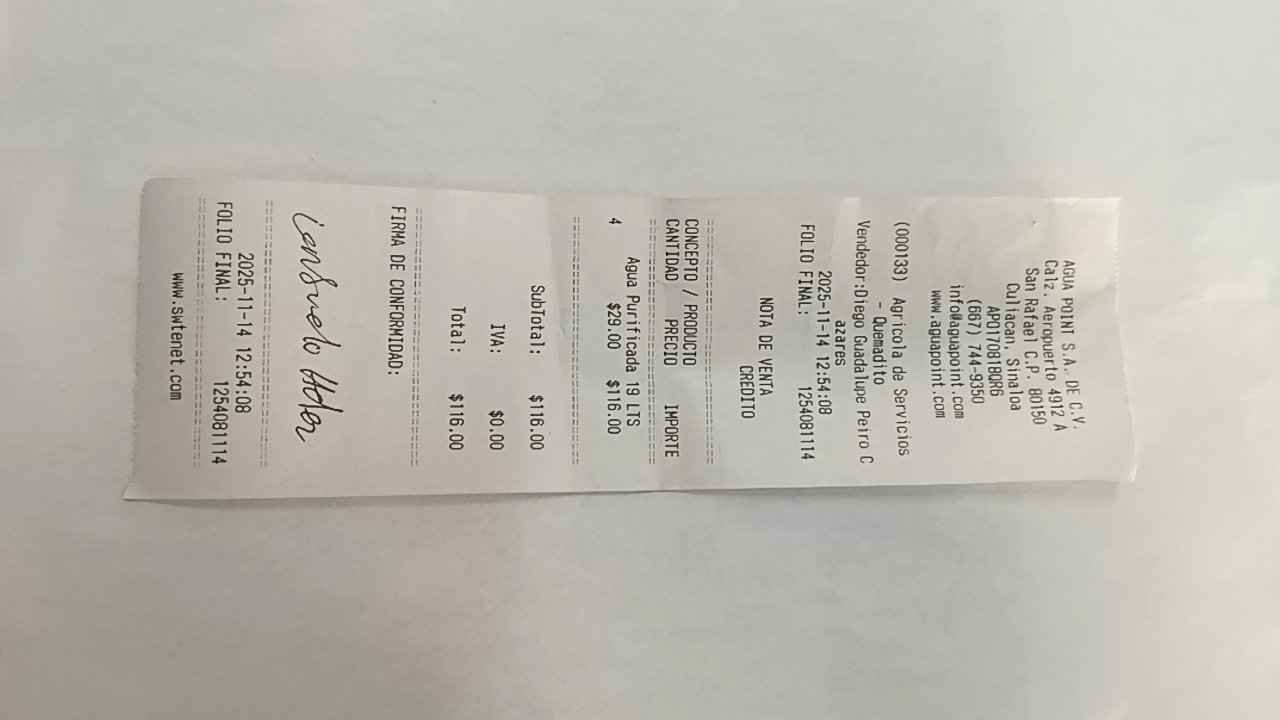 AGUA POINT S.A. DE C.V.
Calz. Aeropuerto 4912 A
San Rafael C.P. 80150
Culiacan, Sinaloa
APO170818QR6
(667) 744-9350
info@aguapoint.com
www.aguapoint.com
(000133) Agricola de Servicios
- Quemadito
Vendedor:Diego Guadalupe Peiro C
azares
2025-11-14 12:54:08
FOLIO FINAL: 1254081114
NOTA DE VENTA
CREDITO
CONCEPTO / PRODUCTO
CANTIDAD PRECIO IMPORTE
Agua Purificada 19 LTS
4 $29.00 $116.00
SubTotal: $116.00
IVA: $0.00
Total: $116.00
FIRMA DE CONFORMIDAD:
Consuelo
2025-11-14 12:54:08
FOLIO FINAL: 1254081114
www.swtenet.com